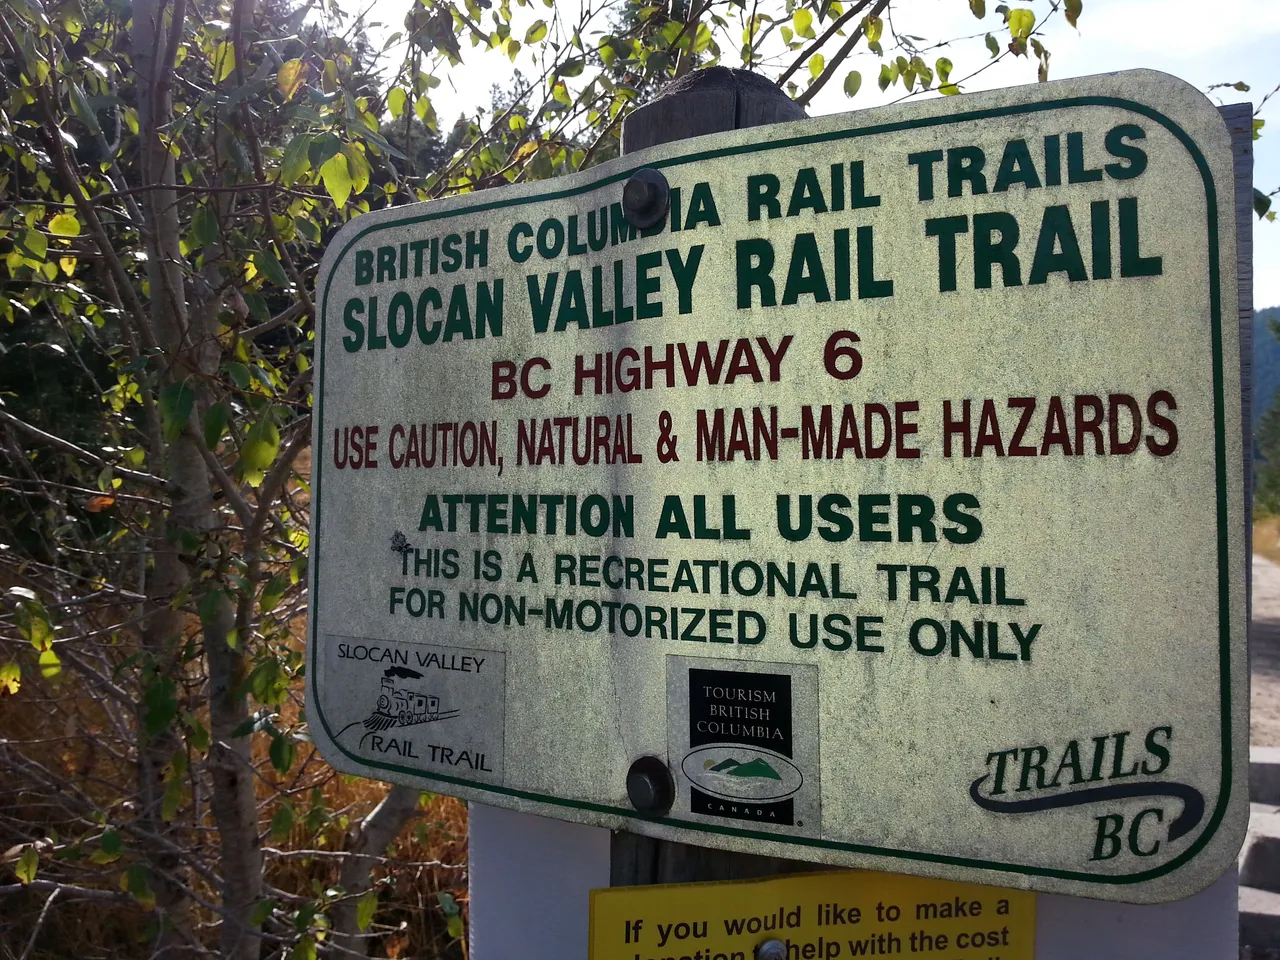 BRITISH COLUMBIA RAIL TRAILS
SLOCAN VALLEY RAIL TRAIL
BC HIGHWAY 6
USE CAUTION, NATURAL & MAN-MADE HAZARDS
ATTENTION ALL USERS
THIS IS A RECREATIONAL TRAIL
FOR NON-MOTORIZED USE ONLY
SLOCAN VALLEY
RAIL TRAIL
TOURISM
BRITISH
COLUMBIA
CANADA
TRAILS
BC
If you would like to make a
donation to help with the cost